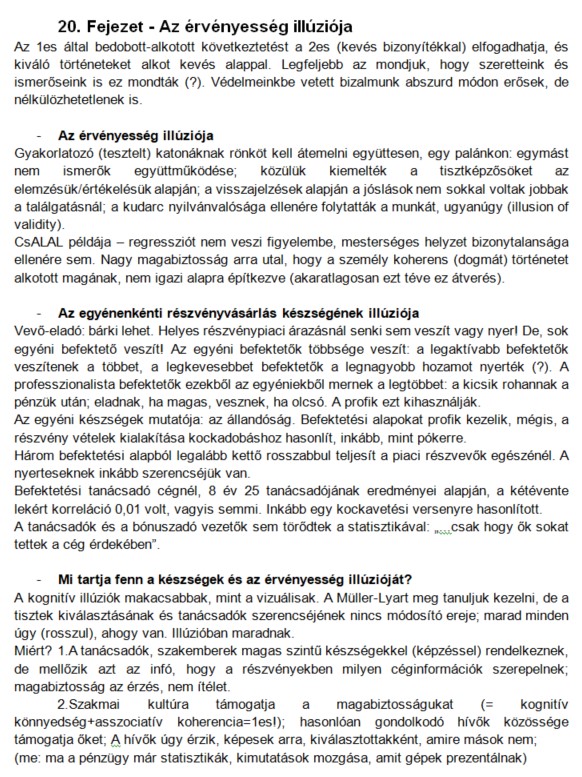 20. Fejezet - Az érvényesség illúziója
Az 1es által bedobott-alkotott következtetést a 2es (kevés bizonyítékkal) elfogadhatja, és
kiváló történeteket alkot kevés alappal. Legfeljebb az mondjuk, hogy szeretteink és
ismerőseink is ez mondták (?). Védelmeinkbe vetett bizalmunk abszurd módon erősek, de
nélkülözhetetlenek is.
- Az érvényesség illúziója
Gyakorlatozó (tesztelt) katonáknak rönköt kell átemelni együttesen, egy palánkon: egymást
nem ismerők együttműködése; közülük kiemelték a tisztképzősöket az
elemzésük/értékelésük alapján; a visszajelzések alapján a jóslások nem sokkal voltak jobbak
a találgatásnál; a kudarc nyilvánvalósága ellenére folytatták a munkát, ugyanúgy (illusion of
validity).
CsALAL példája – regressziót nem veszi figyelembe, mesterséges helyzet bizonytalansága
ellenére sem. Nagy magabiztosság arra utal, hogy a személy koherens (dogmát) történetet
alkotott magának, nem igazi alapra építkezve (akaratlagosan ezt téve ez átverés).
- Az egyénenkénti részvényvásárlás készségének illúziója
Vevő-eladó: bárki lehet. Helyes részvénypiaci árazásnál senki sem veszít vagy nyer! De, sok
egyéni befektető veszít! Az egyéni befektetők többsége veszít: a legaktívabb befektetők
veszítenek a többet, a legkevesebbet befektetők a legnagyobb hozamot nyerték (?). A
professzionalista befektetők ezekből az egyéniekből mernek a legtöbbet: a kicsik rohannak a
pénzük után; eladnak, ha magas, vesznek, ha olcsó. A profik ezt kihasználják.
Az egyéni készségek mutatója: az állandóság. Befektetési alapokat profik kezelik, mégis, a
részvény vételek kialakítása kockadobáshoz hasonlít, inkább, mint pókerre.
Három befektetési alapból legalább kettő rosszabbul teljesít a piaci részvevők egészénél. A
nyerteseknek inkább szerencséjük van.
Befektetési tanácsadó cégnél, 8 év 25 tanácsadójának eredményei alapján, a kétévente
lekért korreláció 0,01 volt, vagyis semmi. Inkább egy kockavetési versenyre hasonlított.
A tanácsadók és a bónuszadó vezetők sem törődtek a statisztikával: „…csak hogy ők sokat
tettek a cég érdekében”.
- Mi tartja fenn a készségek és az érvényesség illúzióját?
A kognitív illúziók makacsabbak, mint a vizuálisak. A Müller-Lyart meg tanuljuk kezelni, de a
tisztek kiválasztásának és tanácsadók szerencséjének nincs módosító ereje; marad minden
úgy (rosszul), ahogy van. Illúzióban maradnak.
Miért? 1.A tanácsadók, szakemberek magas szintű készségekkel (képzéssel) rendelkeznek,
de mellőzik azt az infó, hogy a részvényekben milyen céginformációk szerepelnek;
magabiztosság az érzés, nem ítélet.
2.Szakmai kultúra támogatja a magabiztosságukat (= kognitív
könnyedség+asszociatív koherencia=1es!); hasonlóan gondolkodó hívők közössége
támogatja őket; A hívők úgy érzik, képesek arra, kiválasztottakként, amire mások nem;
(me: ma a pénzügy már statisztikák, kimutatások mozgása, amit gépek prezentálnak)